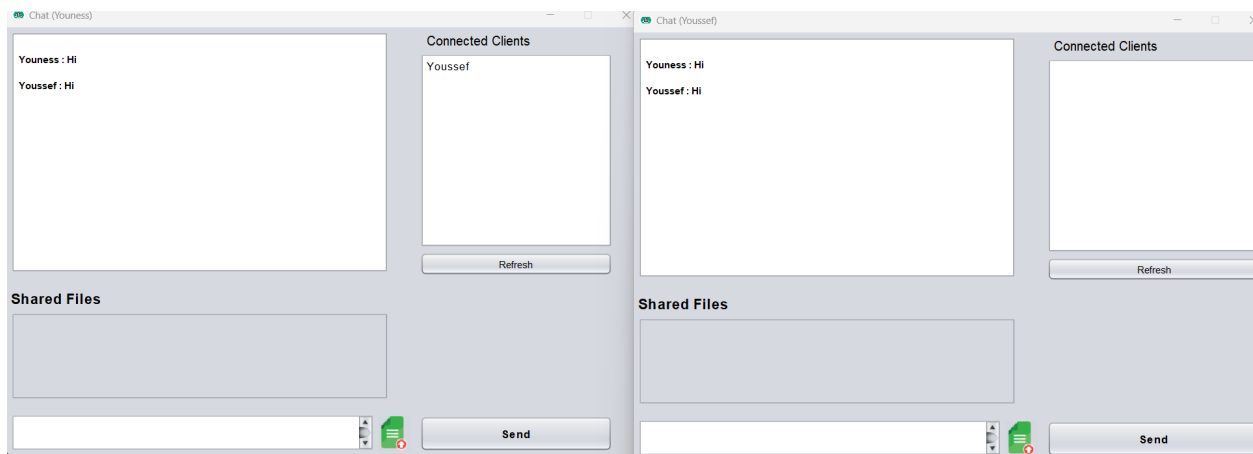 Chat (Youness)
Connected Clients
Youness : Hi
Youssef
Youssef : Hi
Refresh
Shared Files
Send
Chat (Youssef)
Connected Clients
Youness : Hi
Youssef : Hi
Refresh
Shared Files
Send